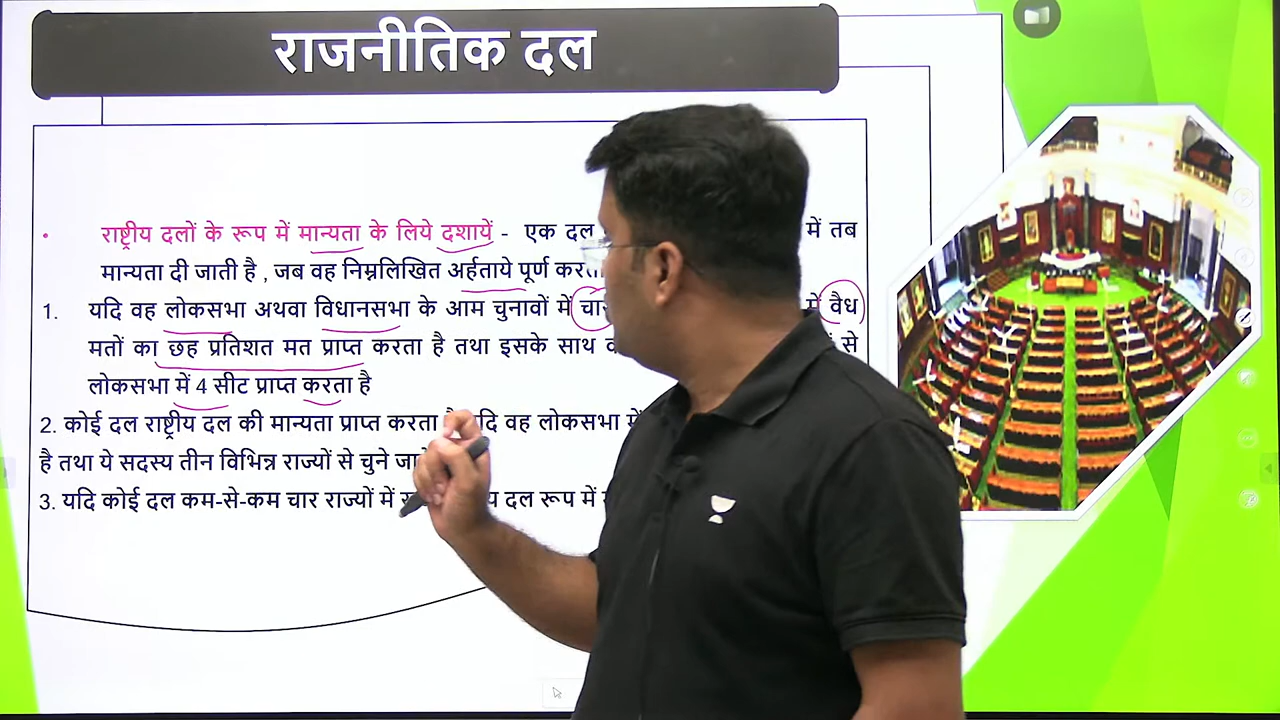 राजनीतिक दल
• राष्ट्रीय दलों के रूप में मान्यता के लिये दशायें - एक दल में तब
मान्यता दी जाती है , जब वह निम्नलिखित अर्हताये पूर्ण
1. यदि वह लोकसभा अथवा विधानसभा के आम चुनावों में में वैध
मतों का छह प्रतिशत मत प्राप्त करता है तथा इसके साथ से
लोकसभा में 4 सीट प्राप्त करता है
2. कोई दल राष्ट्रीय दल की मान्यता प्राप्त करता वह लोकसभा में
है तथा ये सदस्य तीन विभिन्न राज्यों से चुने
3. यदि कोई दल कम-से-कम चार राज्यों में दल रूप में